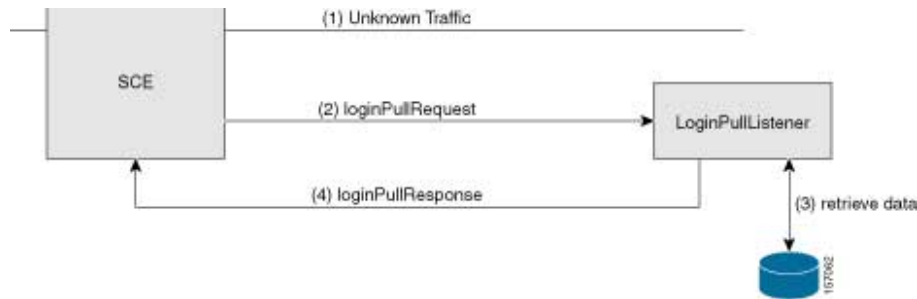 (1) Unknown Traffic
SCE
(2) loginPullRequest
LoginPullListener
(4) loginPullResponse
(3) retrieve data
157062